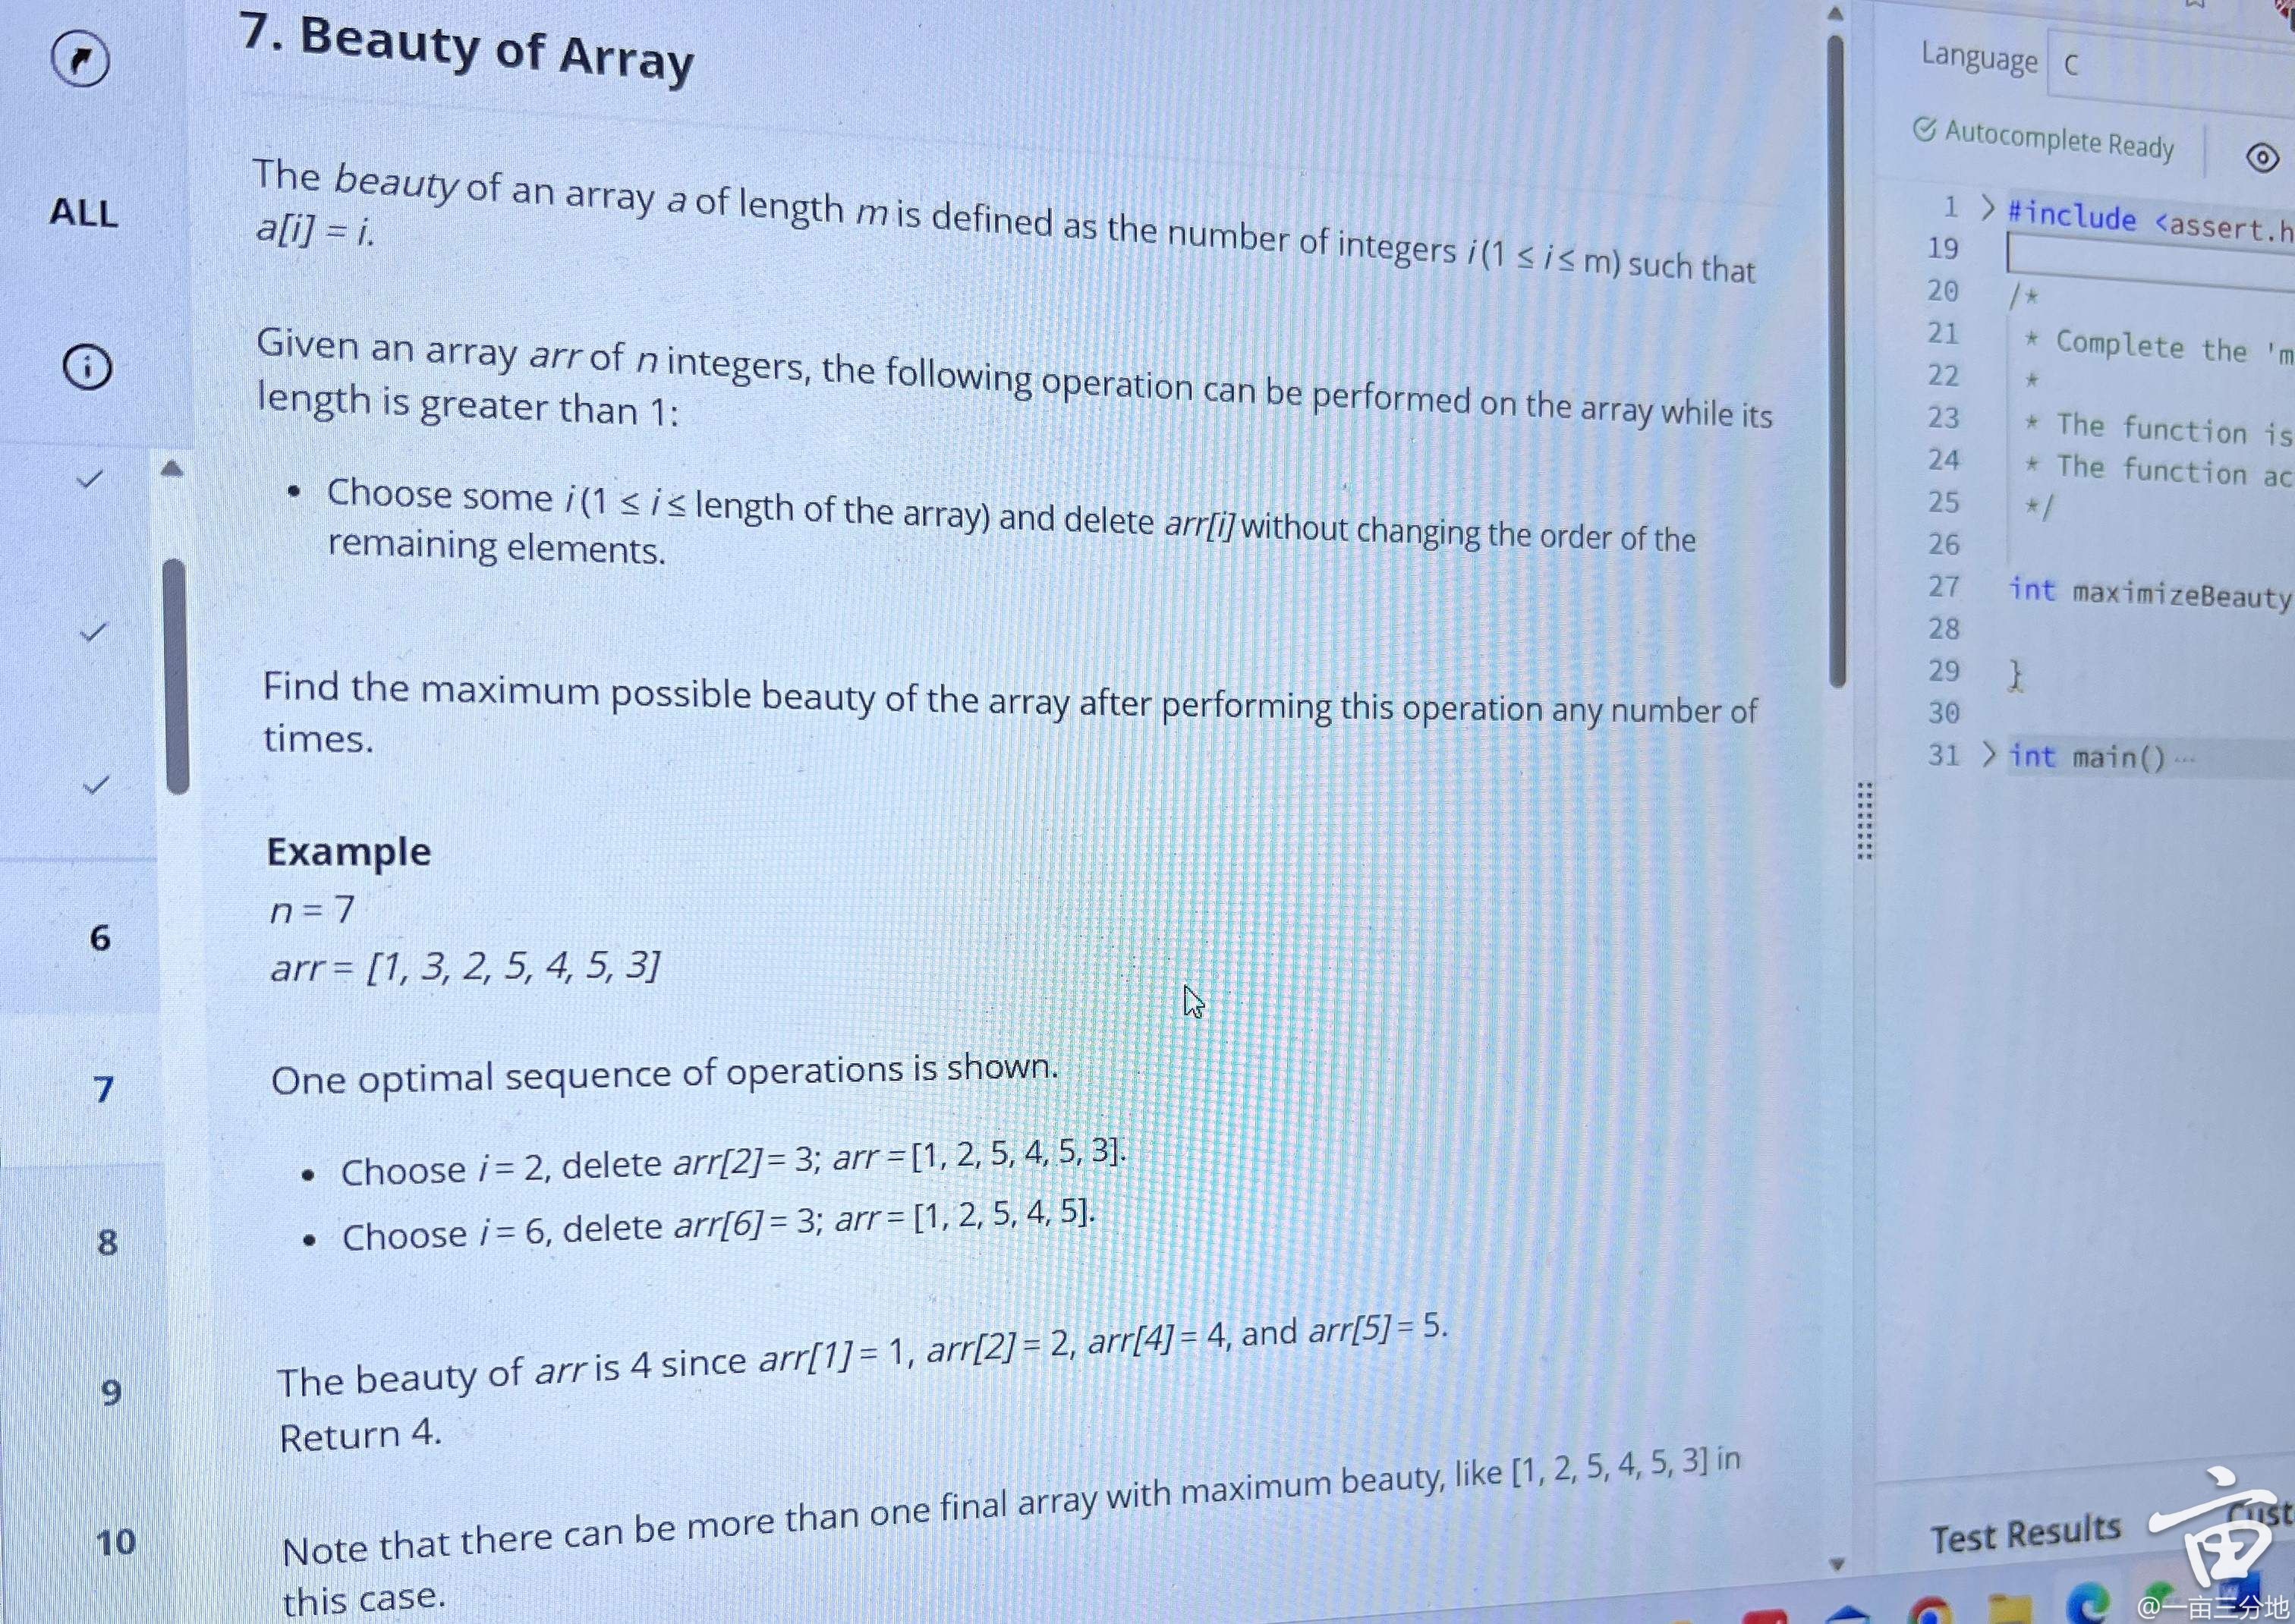 7. Beauty of Array
The beauty of an array a of length m is defined as the number of integers i (1 ≤ i ≤ m) such that
a[i] = i.
Given an array arr of n integers, the following operation can be performed on the array while its
length is greater than 1:
• Choose some i (1 ≤ i ≤ length of the array) and delete arr[i] without changing the order of the
remaining elements.
Find the maximum possible beauty of the array after performing this operation any number of
times.
Example
n = 7
arr = [1, 3, 2, 5, 4, 5, 3]
One optimal sequence of operations is shown.
• Choose i = 2, delete arr[2] = 3; arr = [1, 2, 5, 4, 5, 3].
• Choose i = 6, delete arr[6] = 3; arr = [1, 2, 5, 4, 5].
The beauty of arr is 4 since arr[1] = 1, arr[2] = 2, arr[4] = 4, and arr[5] = 5.
Return 4.
Note that there can be more than one final array with maximum beauty, like [1, 2, 5, 4, 5, 3] in
this case.
ALL
i
6
7
8
9
10
Language C
Autocomplete Ready
1 > #include <assert.h
19
20 /*
21 * Complete the 'm
22 *
23 * The function is
24 * The function ac
25 */
26
27 int maximizeBeauty
28
29 }
30
31 > int main() ...
Test Results
Cust
亩
@一亩三分地